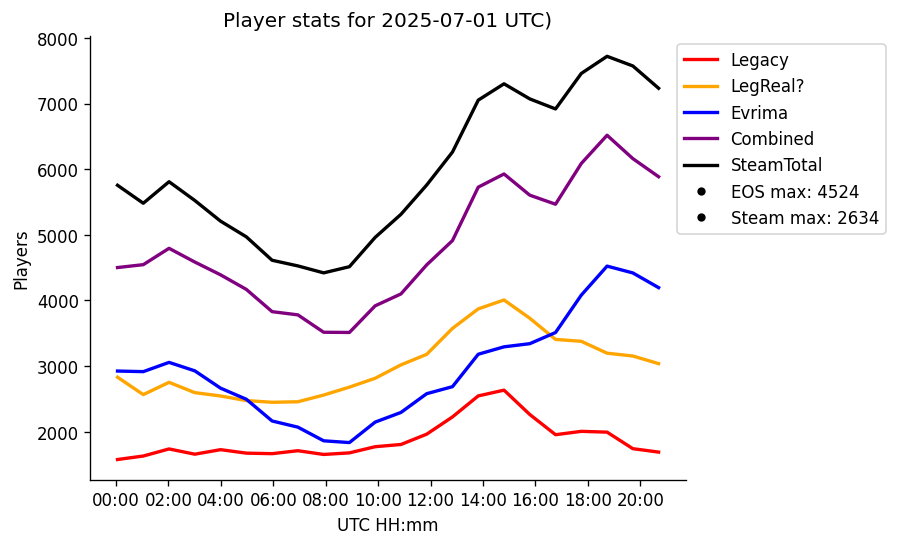 Player stats for 2025-07-01 UTC)
8000
7000
6000
5000
4000
3000
2000
Players
00:00 02:00 04:00 06:00 08:00 10:00 12:00 14:00 16:00 18:00 20:00
UTC HH:mm
Legacy
LegReal?
Evrima
Combined
SteamTotal
EOS max: 4524
Steam max: 2634